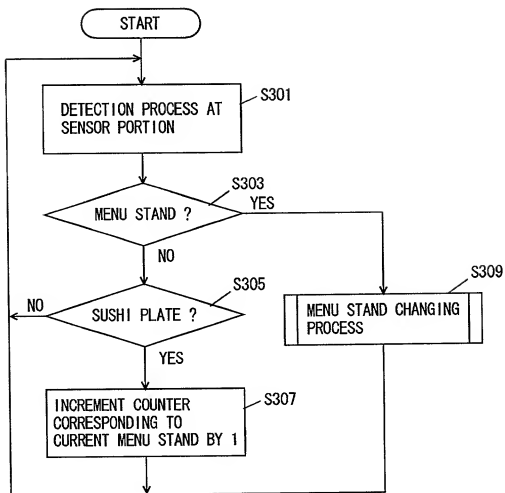 START
DETECTION PROCESS AT
SENSOR PORTION
S301
MENU STAND ?
S303
YES
NO
SUSHI PLATE ?
S305
NO
YES
MENU STAND CHANGING
PROCESS
S309
INCREMENT COUNTER
CORRESPONDING TO
CURRENT MENU STAND BY 1
S307